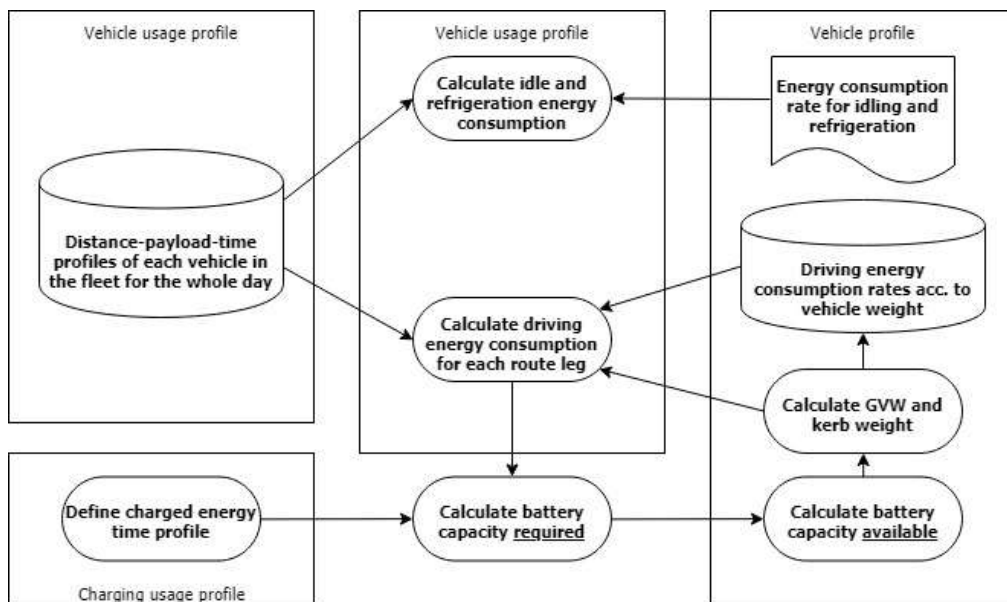 Vehicle usage profile
Distance-payload-time
profiles of each vehicle in
the fleet for the whole day
Vehicle usage profile
Calculate idle and
refrigeration energy
consumption
Calculate driving
energy consumption
for each route leg
Vehicle profile
Energy consumption
rate for idling and
refrigeration
Driving energy
consumption rates acc. to
vehicle weight
Calculate GVW and
kerb weight
Define charged energy
time profile
Charging usage profile
Calculate battery
capacity required
Calculate battery
capacity available